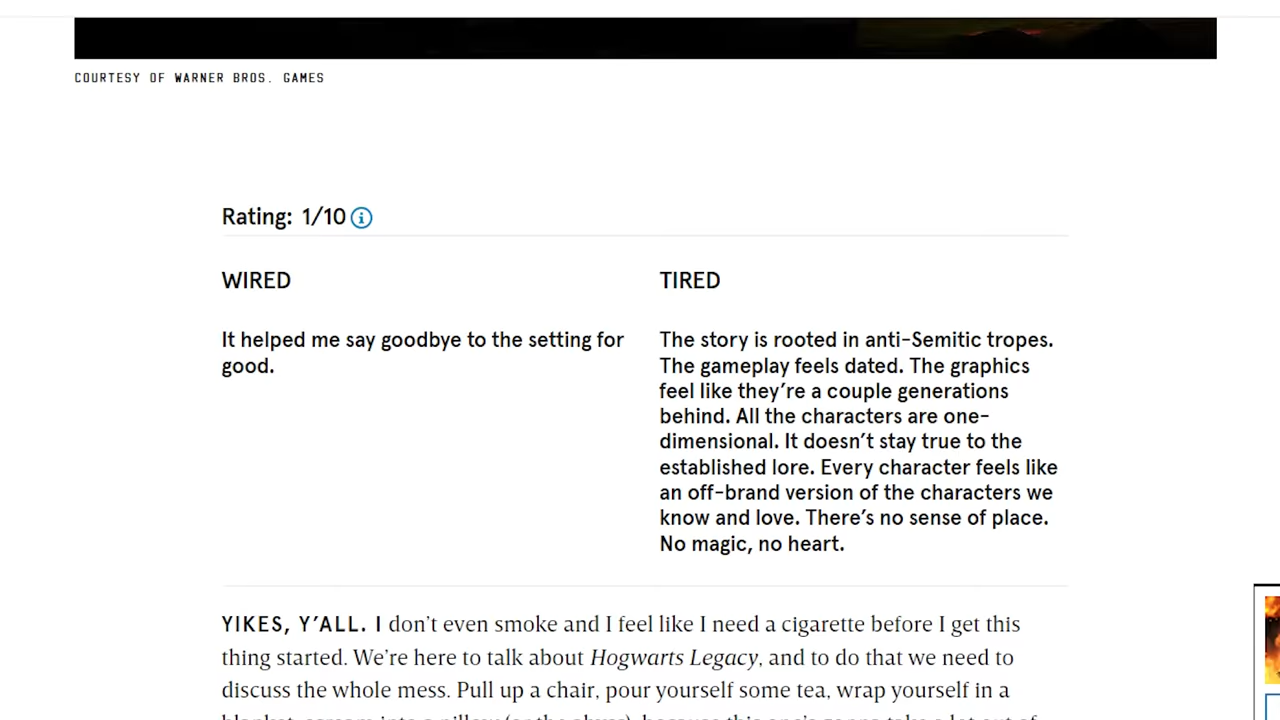 COURTESY OF WARNER BROS. GAMES
Rating: 1/10
WIRED
It helped me say goodbye to the setting for
good.
TIRED
The story is rooted in anti-Semitic tropes.
The gameplay feels dated. The graphics
feel like they're a couple generations
behind. All the characters are one-
dimensional. It doesn't stay true to the
established lore. Every character feels like
an off-brand version of the characters we
know and love. There's no sense of place.
No magic, no heart.
YIKES, Y'ALL. I don't even smoke and I feel like I need a cigarette before I get this
thing started. We're here to talk about Hogwarts Legacy, and to do that we need to
discuss the whole mess. Pull up a chair, pour yourself some tea, wrap yourself in a